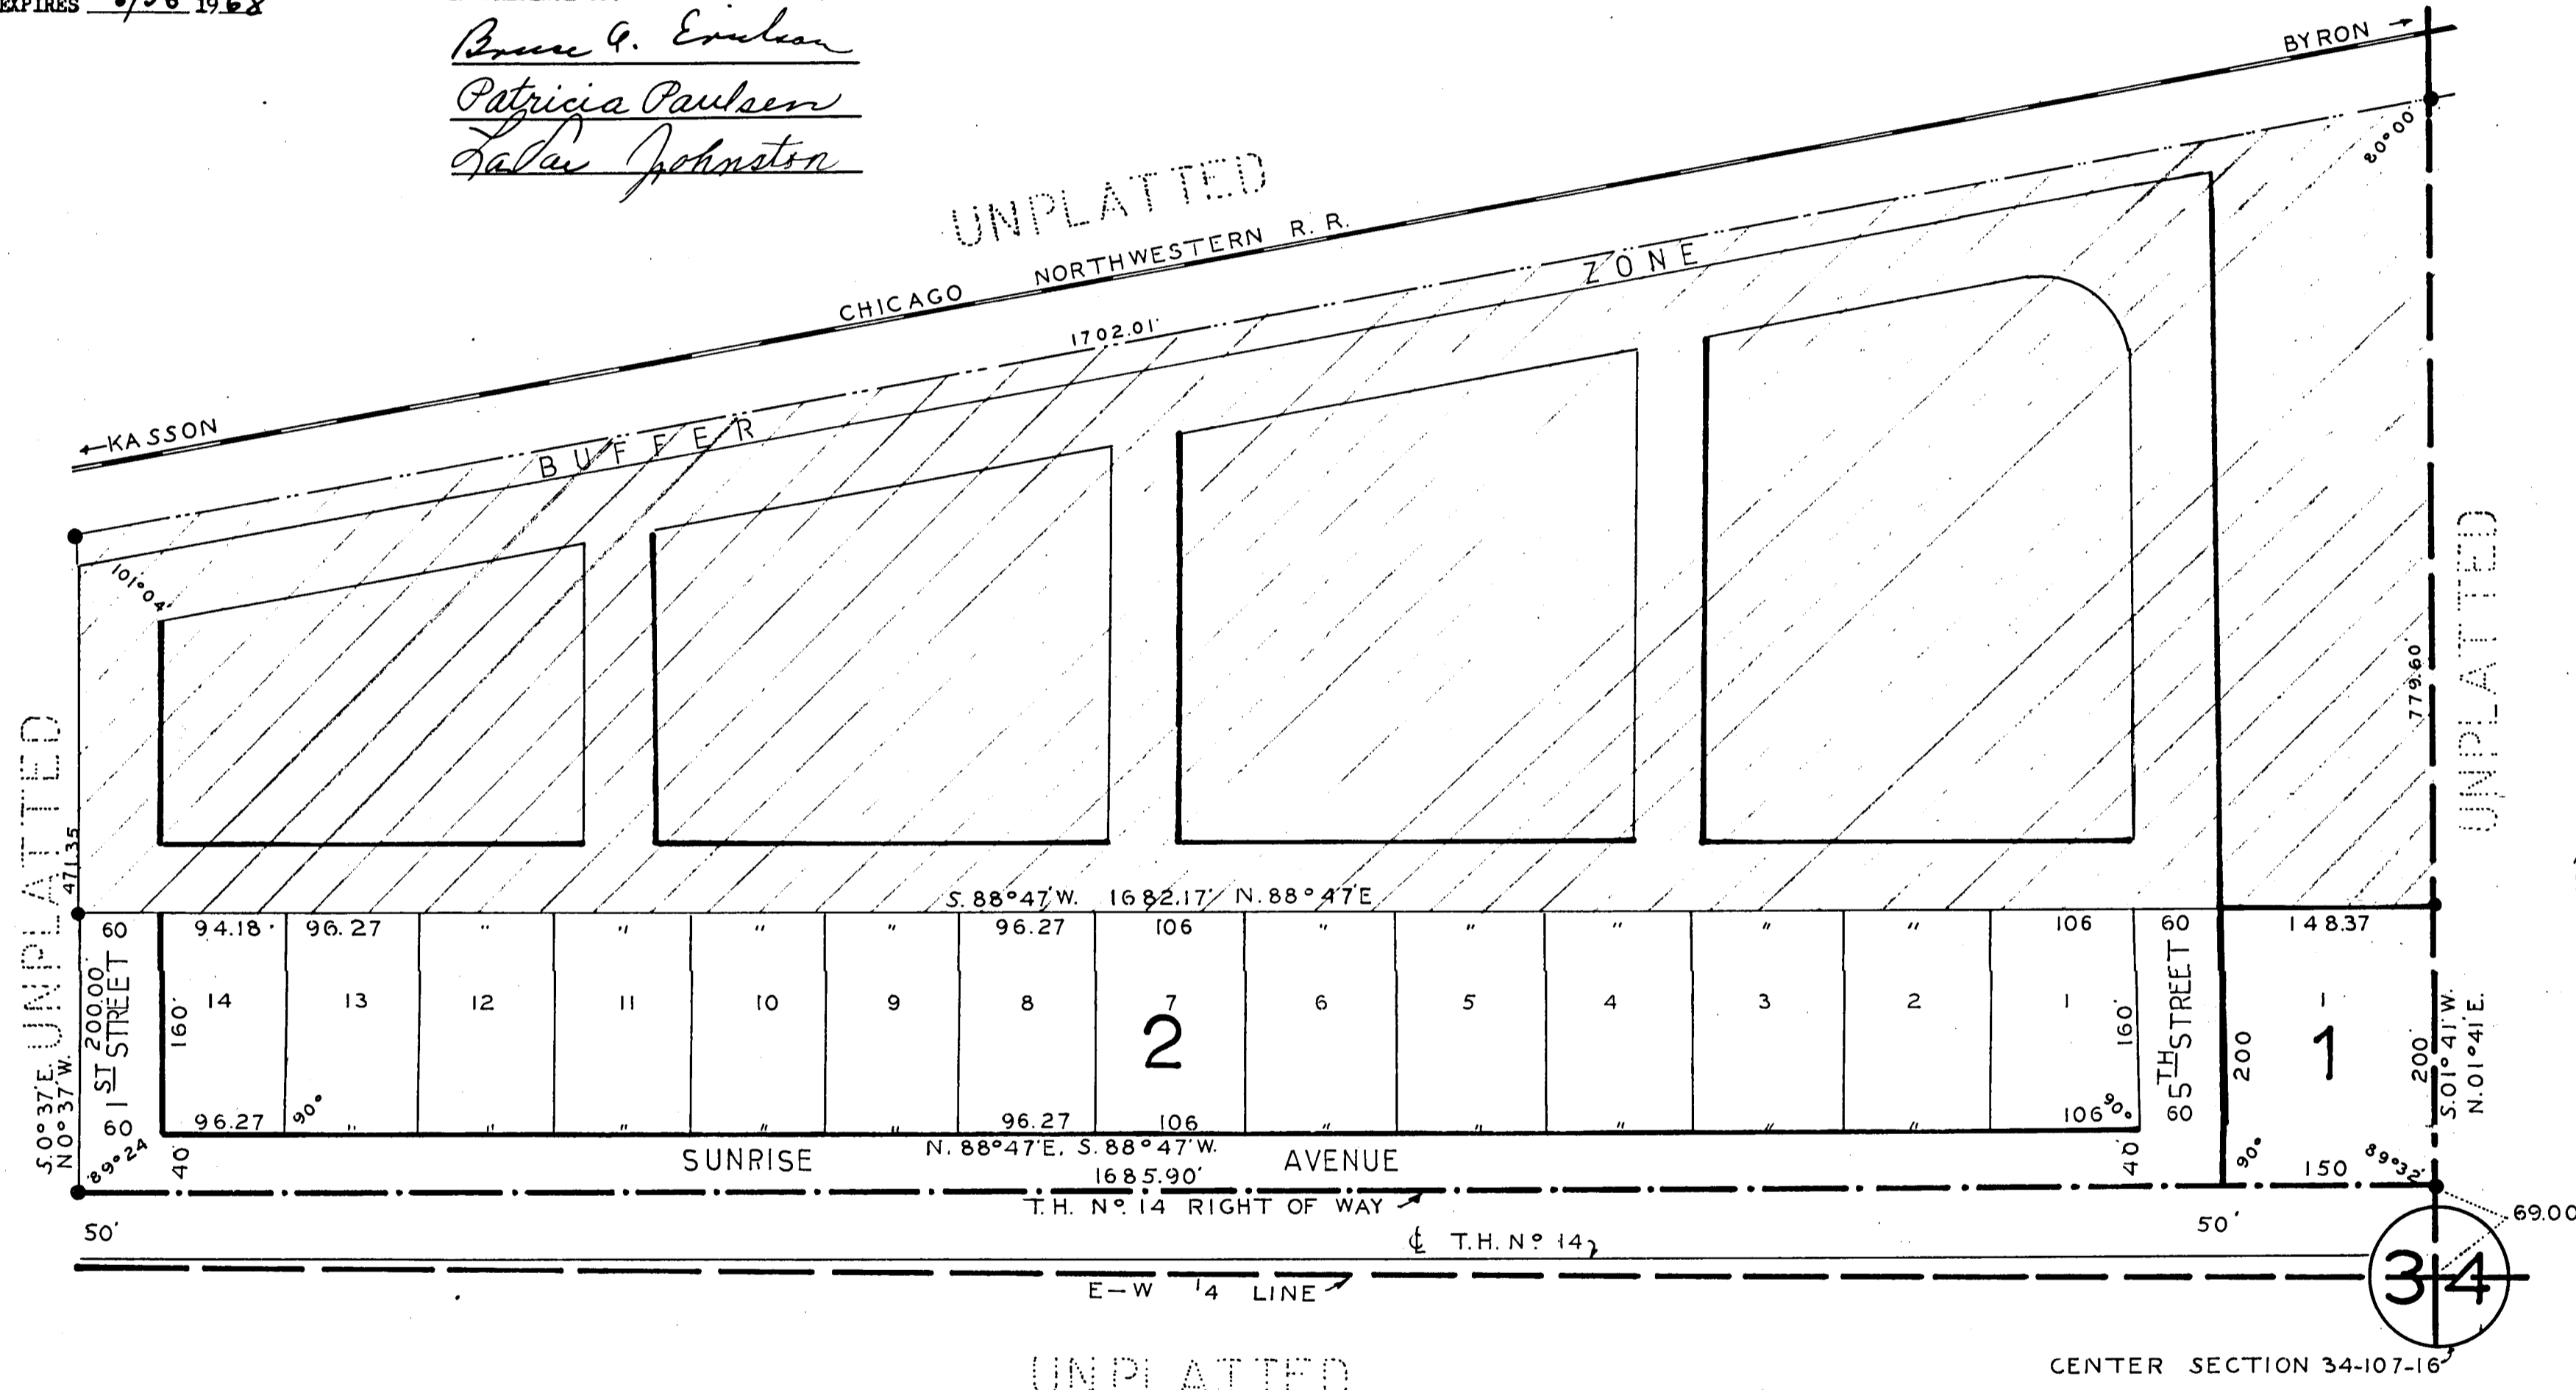 EXPIRES 6/30 1968
Patricia Paulsen
Johnston
BYRON →
80°00'
UNPLATTED
CHICAGO NORTHWESTERN R. R.
ZONE
1702.01'
←KASSON
BUFFER
101°04'
UNPLATTED
779.60'
UNPLATTED
471.35
S. 88°47'W. 1682.17' N. 88°47'E
60 94.18 96.27 " " " " 96.27 106 " " " " " 106 60 148.37
14 13 12 11 10 9 8 7 6 5 4 3 2 1 1
200.00
1ST STREET
160'
2
160'
5TH STREET
200
1
200'
S.01°41'W.
N.01°41'E.
S.0°37'E.
N.0°37'W.
60 96.27 90° " " " " 96.27 106 " " " " " 106 90° 60
89°24'
40'
N. 88°47'E. S. 88°47'W.
SUNRISE AVENUE
40'
90°
150
89°32'
1685.90'
T.H. Nº 14 RIGHT OF WAY
50'
50'
69.00
₵ T.H. Nº 14
E-W 1/4 LINE
34
CENTER SECTION 34-107-16
UNPLATTED